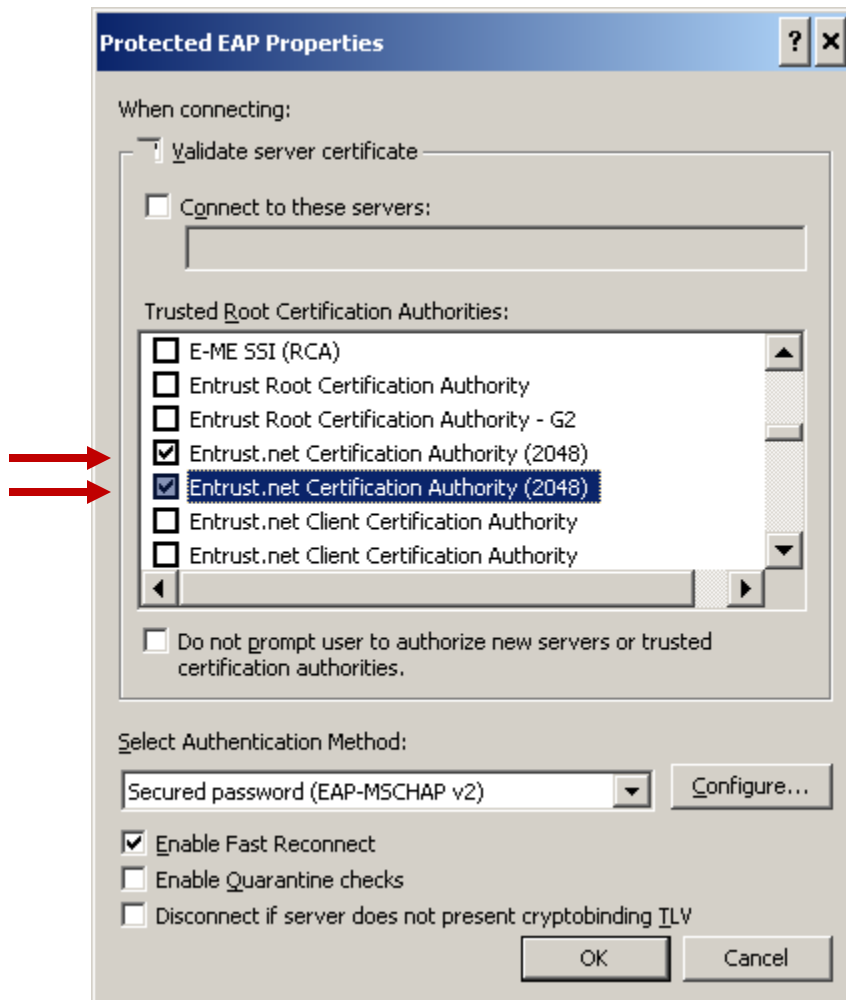 Protected EAP Properties
When connecting:
Validate server certificate
Connect to these servers:
Trusted Root Certification Authorities:
E-ME SSI (RCA)
Entrust Root Certification Authority
Entrust Root Certification Authority - G2
Entrust.net Certification Authority (2048)
Entrust.net Certification Authority (2048)
Entrust.net Client Certification Authority
Entrust.net Client Certification Authority
Do not prompt user to authorize new servers or trusted
certification authorities.
Select Authentication Method:
Secured password (EAP-MSCHAP v2)
Configure...
Enable Fast Reconnect
Enable Quarantine checks
Disconnect if server does not present cryptobinding TLV
OK
Cancel